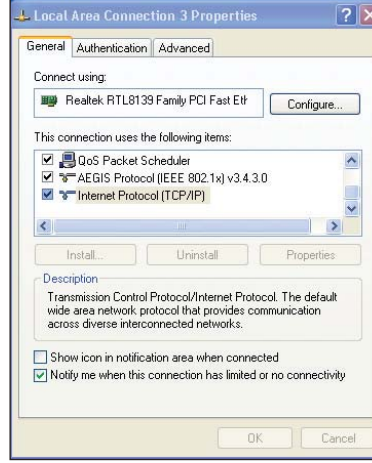 Local Area Connection 3 Properties
General Authentication Advanced
Connect using:
Realtek RTL8139 Family PCI Fast Eth
Configure...
This connection uses the following items:
QoS Packet Scheduler
AEGIS Protocol (IEEE 802.1x) v3.4.3.0
Internet Protocol (TCP/IP)
Install... Uninstall Properties
Description
Transmission Control Protocol/Internet Protocol. The default
wide area network protocol that provides communication
across diverse interconnected networks.
Show icon in notification area when connected
Notify me when this connection has limited or no connectivity
OK Cancel